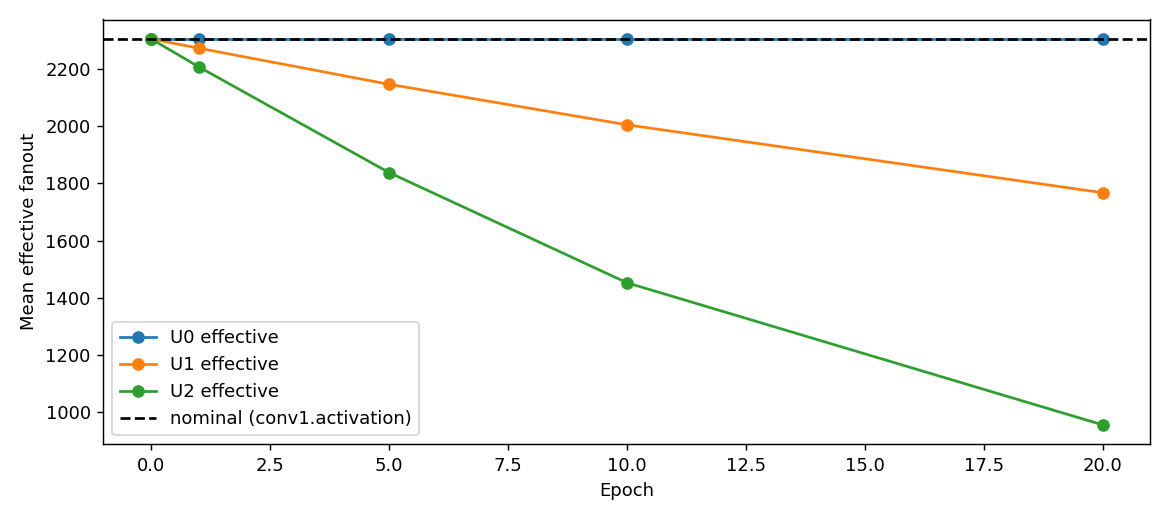 Mean effective fanout
2200
2000
1800
1600
1400
1200
1000
U0 effective
U1 effective
U2 effective
nominal (conv1.activation)
0.0 2.5 5.0 7.5 10.0 12.5 15.0 17.5 20.0
Epoch